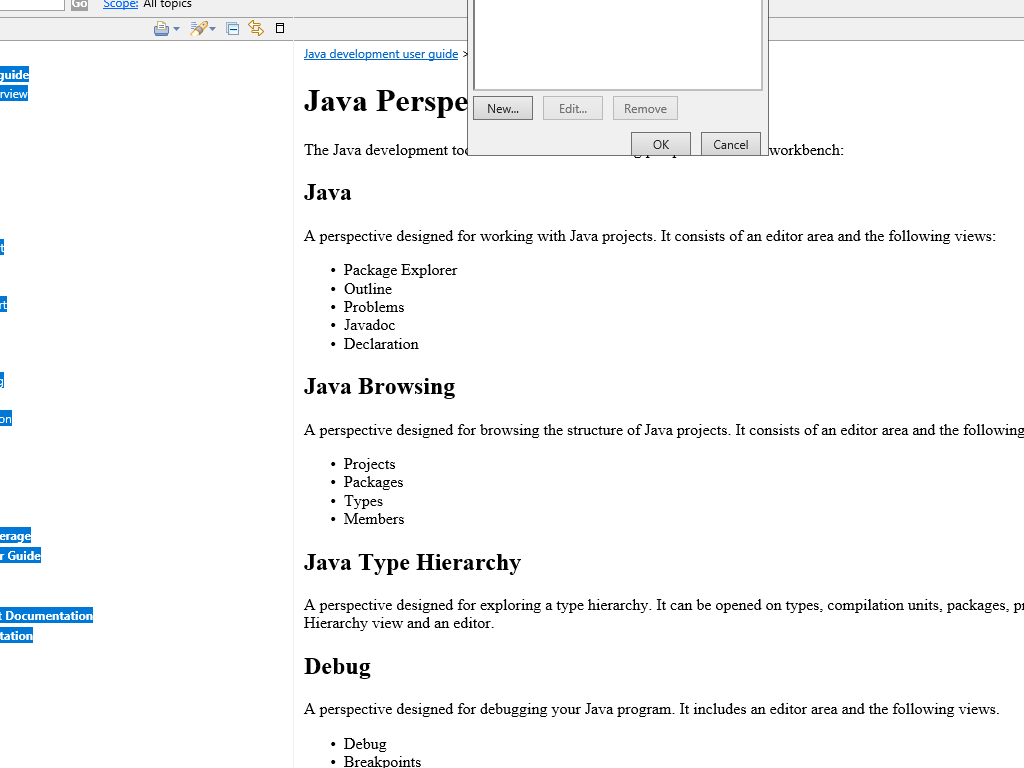 Go Scope: All topics
guide
rview
t
rt
g
on
erage
r Guide
t Documentation
tation
Java development user guide >
New... Edit... Remove
OK Cancel
Java Perspe
The Java development too
workbench:
Java
A perspective designed for working with Java projects. It consists of an editor area and the following views:
• Package Explorer
• Outline
• Problems
• Javadoc
• Declaration
Java Browsing
A perspective designed for browsing the structure of Java projects. It consists of an editor area and the following
• Projects
• Packages
• Types
• Members
Java Type Hierarchy
A perspective designed for exploring a type hierarchy. It can be opened on types, compilation units, packages, pr
Hierarchy view and an editor.
Debug
A perspective designed for debugging your Java program. It includes an editor area and the following views.
• Debug
• Breakpoints